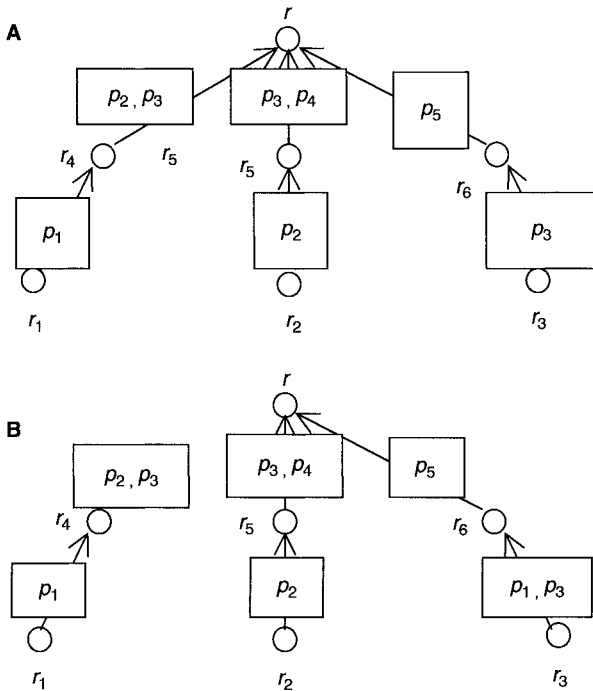 A
r
p2 , p3
p3 , p4
p5
r4
r5
r5
r6
p1
p2
p3
r1
r2
r3
B
r
p2 , p3
p3 , p4
p5
r4
r5
r6
p1
p2
p1 , p3
r1
r2
r3